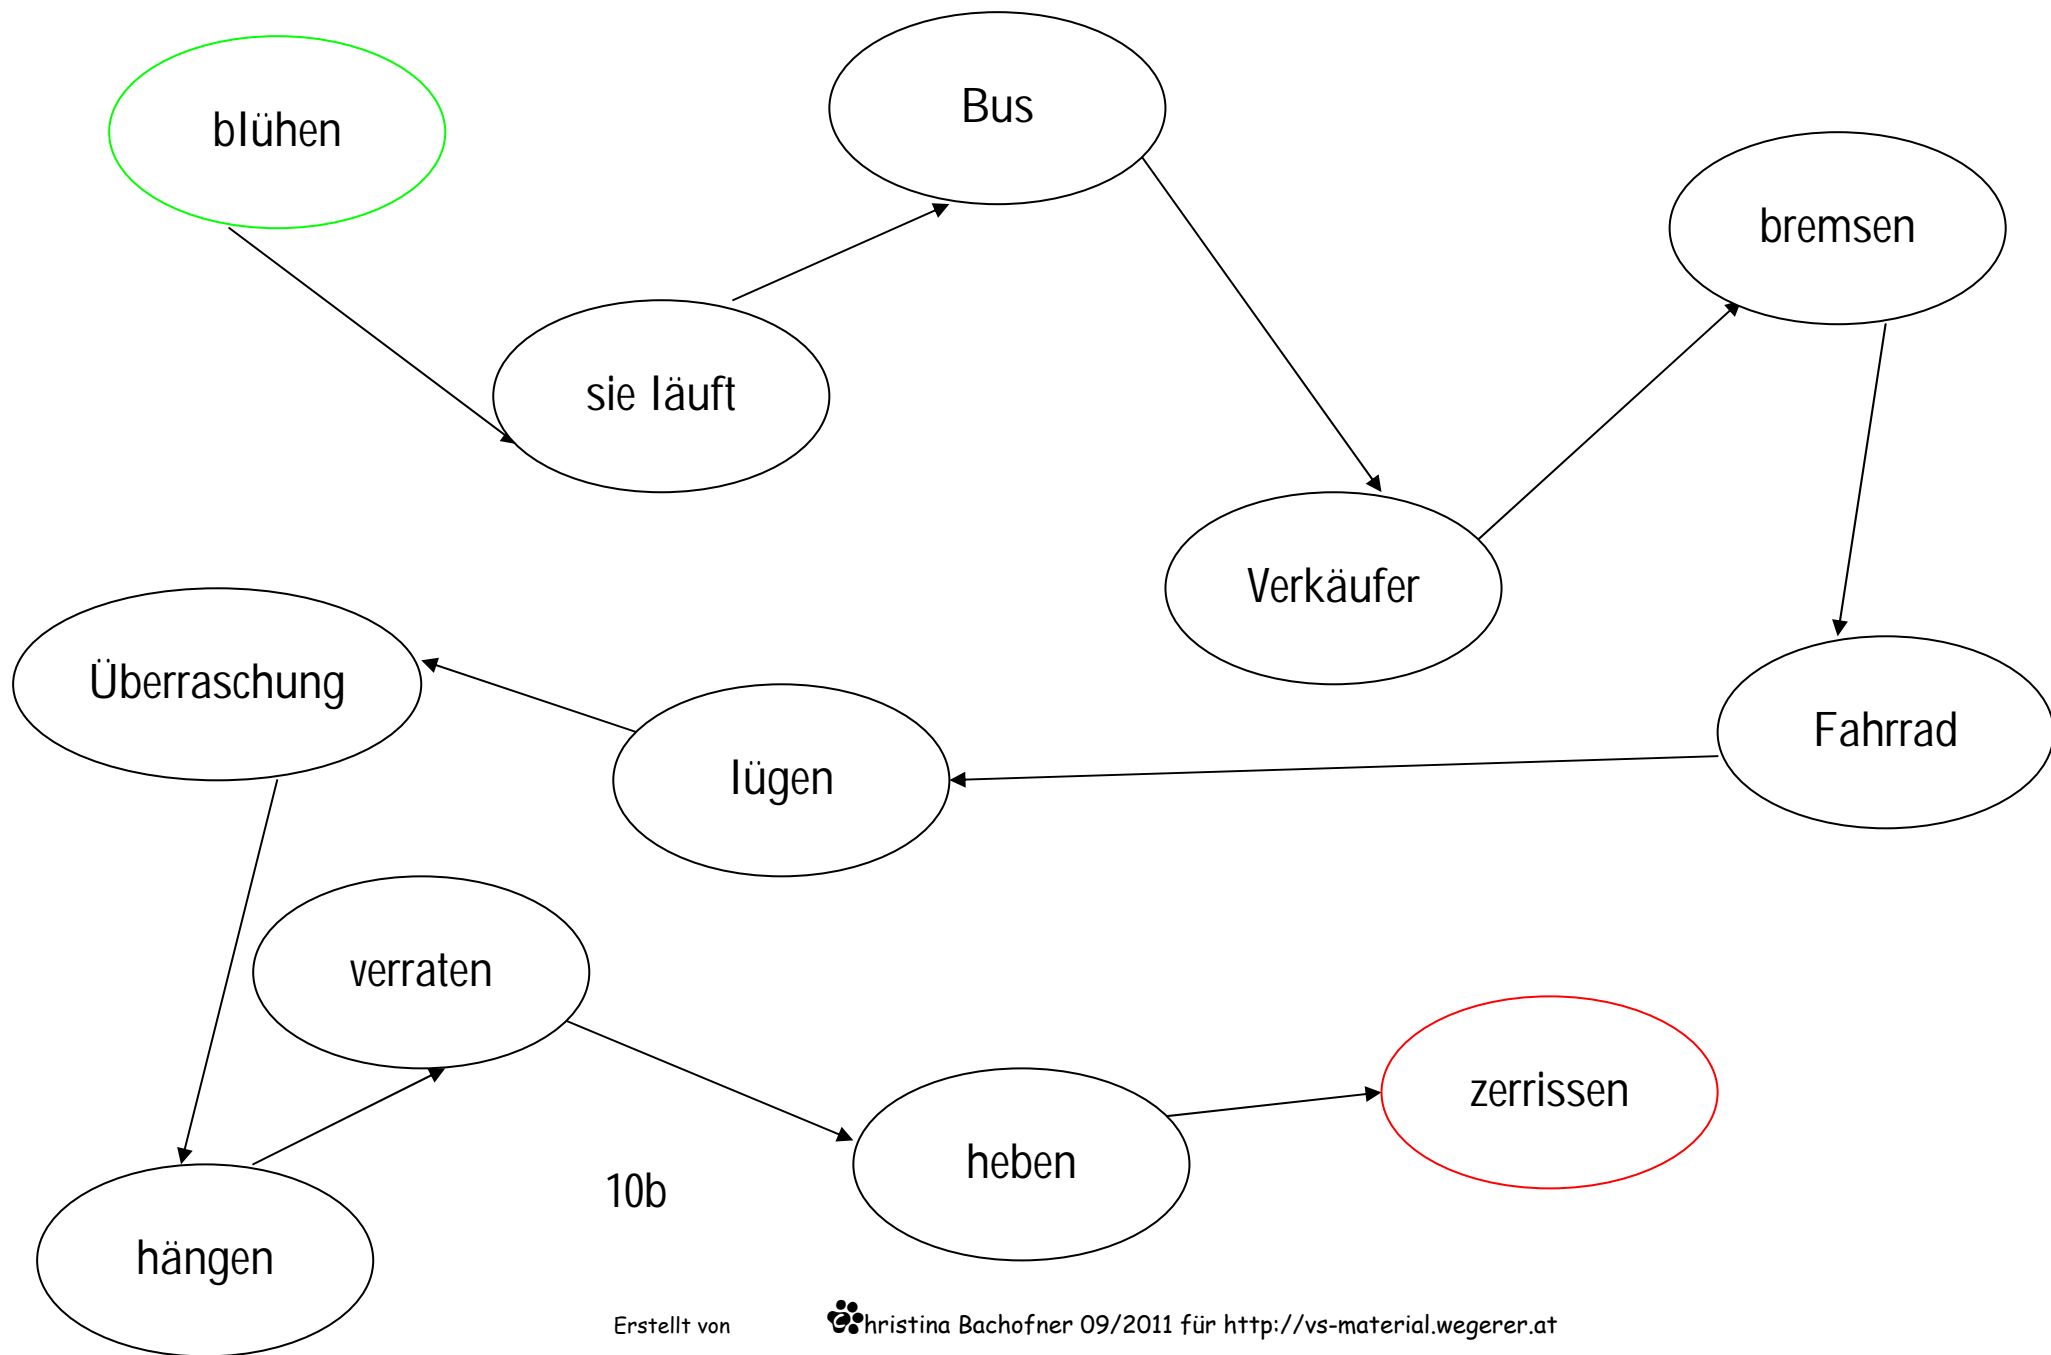 blühen
sie läuft
Bus
Verkäufer
bremsen
Fahrrad
lügen
Überraschung
hängen
verraten
heben
zerrissen
10b
Erstellt von Christina Bachofner 09/2011 für http://vs-material.wegerer.at